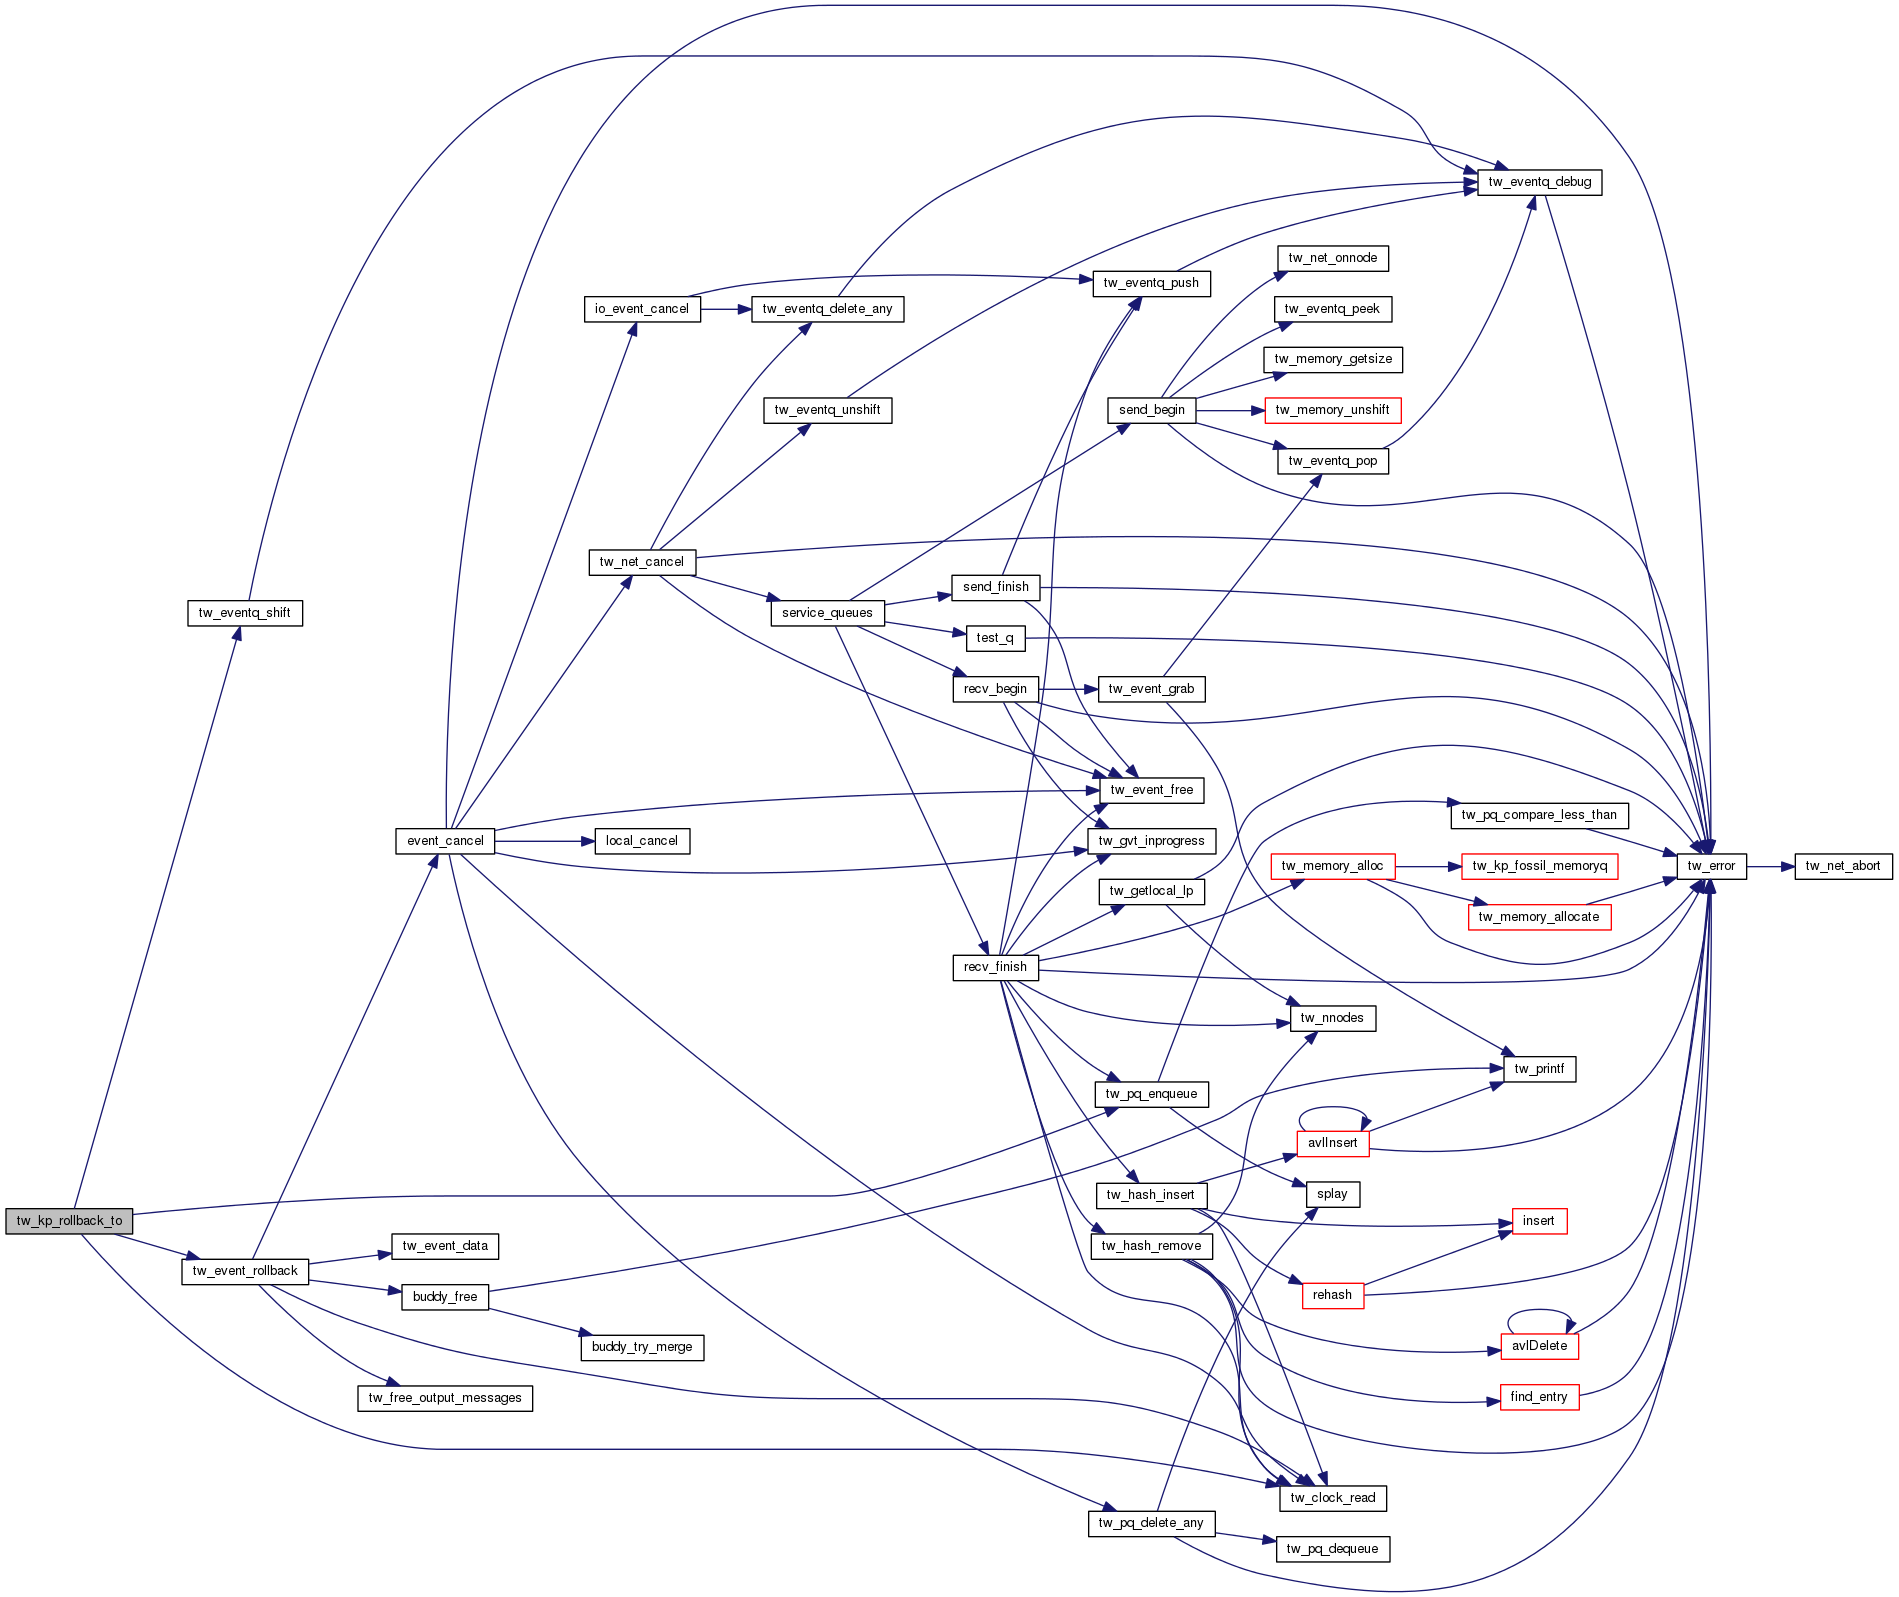 tw_eventq_debug
tw_net_onnode
tw_eventq_push
io_event_cancel
tw_eventq_delete_any
tw_eventq_peek
tw_memory_getsize
tw_eventq_unshift
send_begin
tw_memory_unshift
tw_eventq_pop
tw_net_cancel
send_finish
tw_eventq_shift
service_queues
test_q
recv_begin
tw_event_grab
tw_event_free
tw_pq_compare_less_than
event_cancel
local_cancel
tw_gvt_inprogress
tw_memory_alloc
tw_kp_fossil_memoryq
tw_error
tw_net_abort
tw_getlocal_lp
tw_memory_allocate
recv_finish
tw_nnodes
tw_printf
tw_pq_enqueue
avlInsert
tw_hash_insert
splay
tw_kp_rollback_to
insert
tw_event_data
tw_hash_remove
tw_event_rollback
buddy_free
rehash
buddy_try_merge
avlDelete
tw_free_output_messages
find_entry
tw_clock_read
tw_pq_delete_any
tw_pq_dequeue